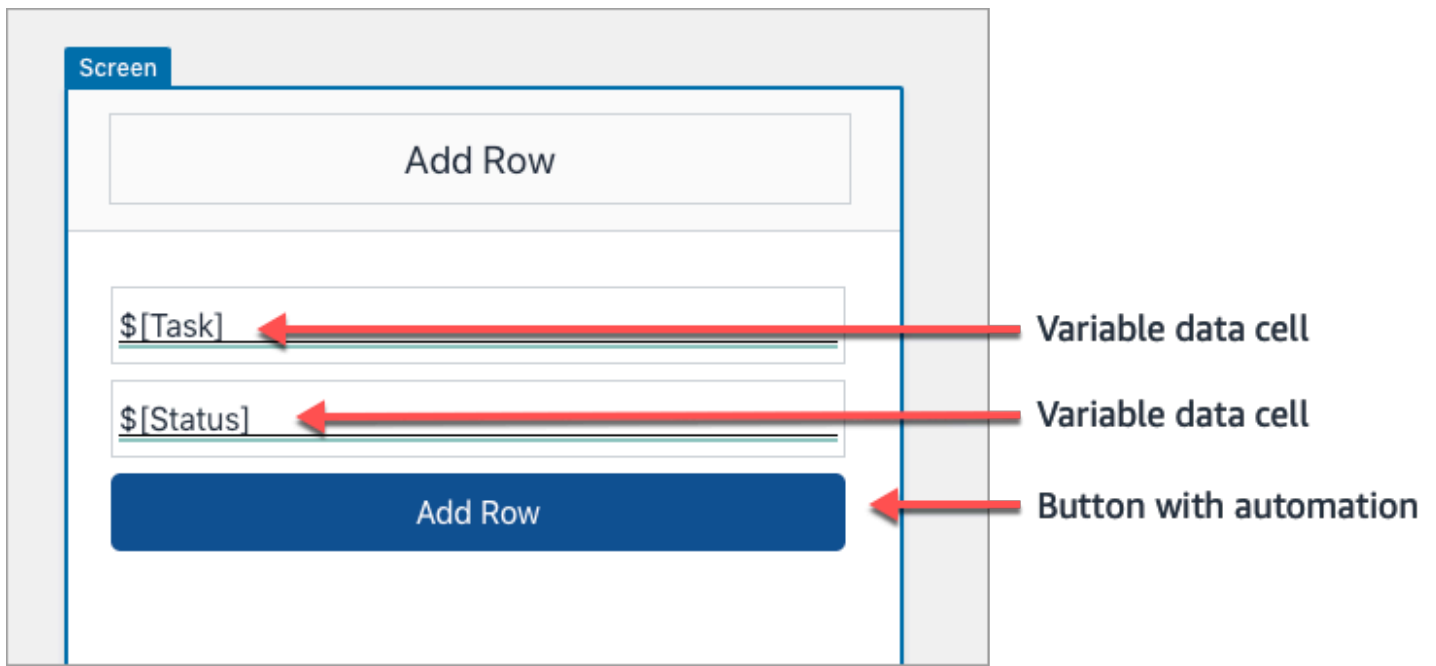 Screen
Add Row
$[Task]
Variable data cell
$[Status]
Variable data cell
Add Row
Button with automation